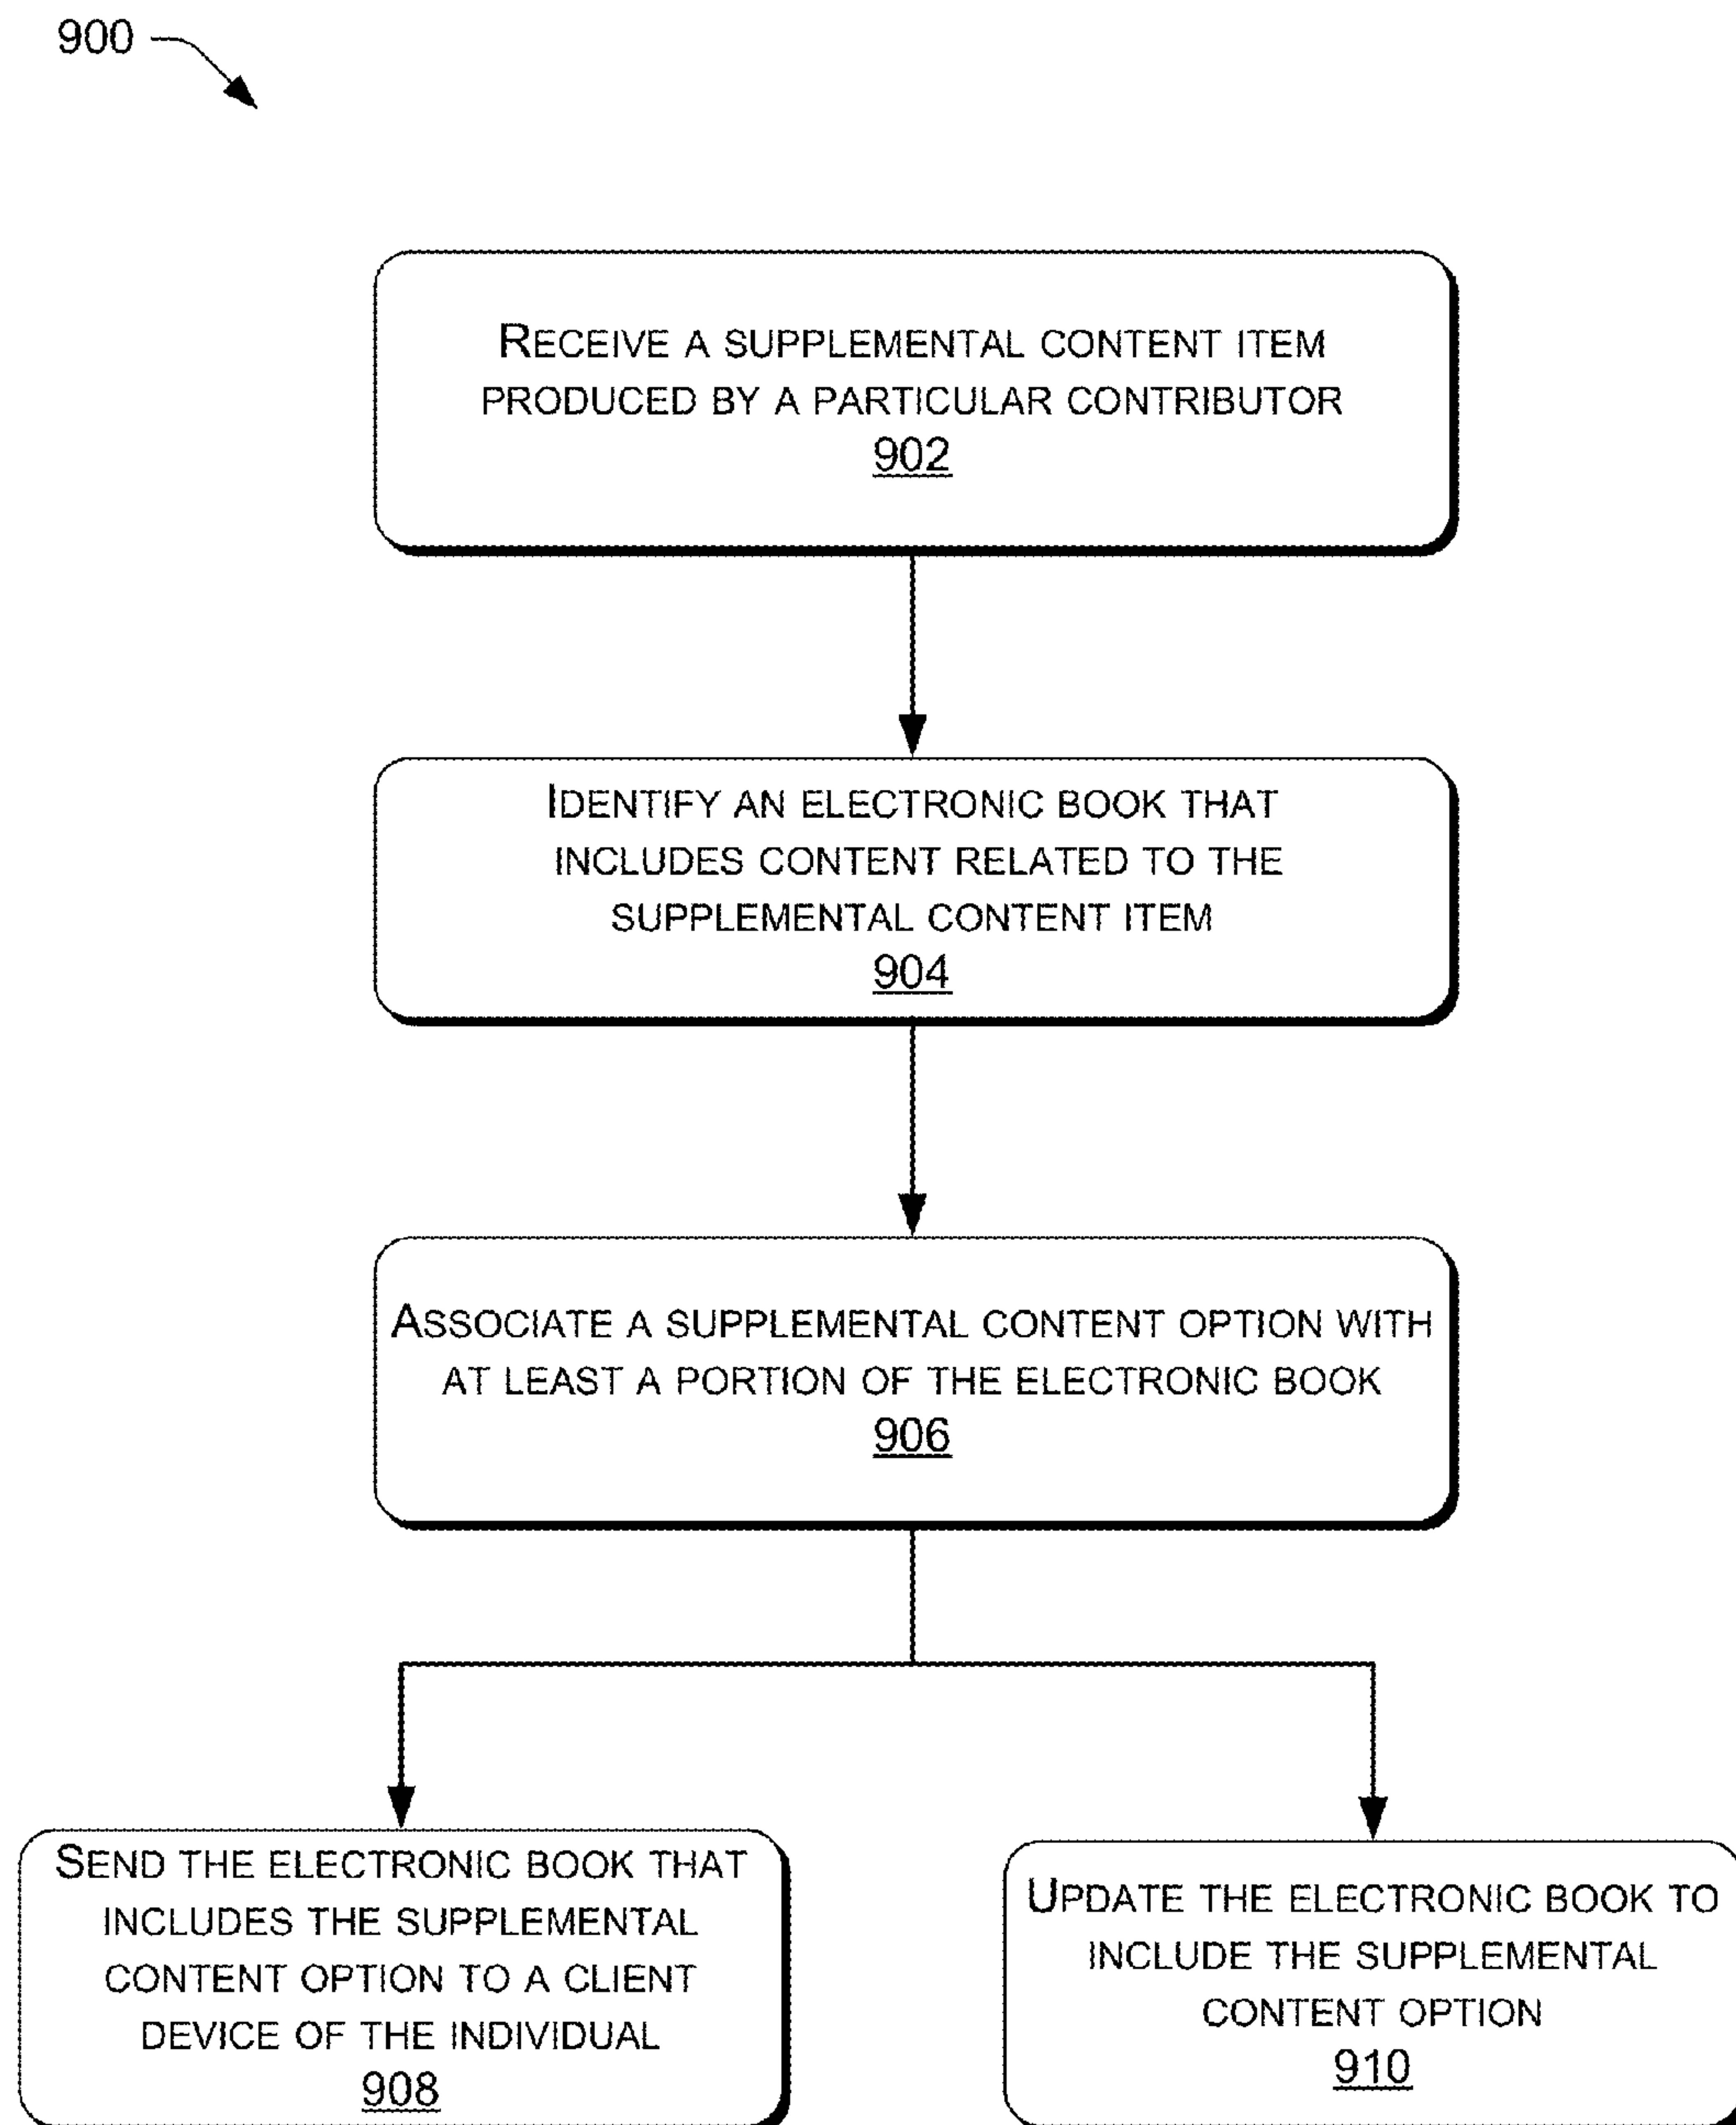 900
RECEIVE A SUPPLEMENTAL CONTENT ITEM
PRODUCED BY A PARTICULAR CONTRIBUTOR
902
IDENTIFY AN ELECTRONIC BOOK THAT
INCLUDES CONTENT RELATED TO THE
SUPPLEMENTAL CONTENT ITEM
904
ASSOCIATE A SUPPLEMENTAL CONTENT OPTION WITH
AT LEAST A PORTION OF THE ELECTRONIC BOOK
906
SEND THE ELECTRONIC BOOK THAT
INCLUDES THE SUPPLEMENTAL
CONTENT OPTION TO A CLIENT
DEVICE OF THE INDIVIDUAL
908
UPDATE THE ELECTRONIC BOOK TO
INCLUDE THE SUPPLEMENTAL
CONTENT OPTION
910